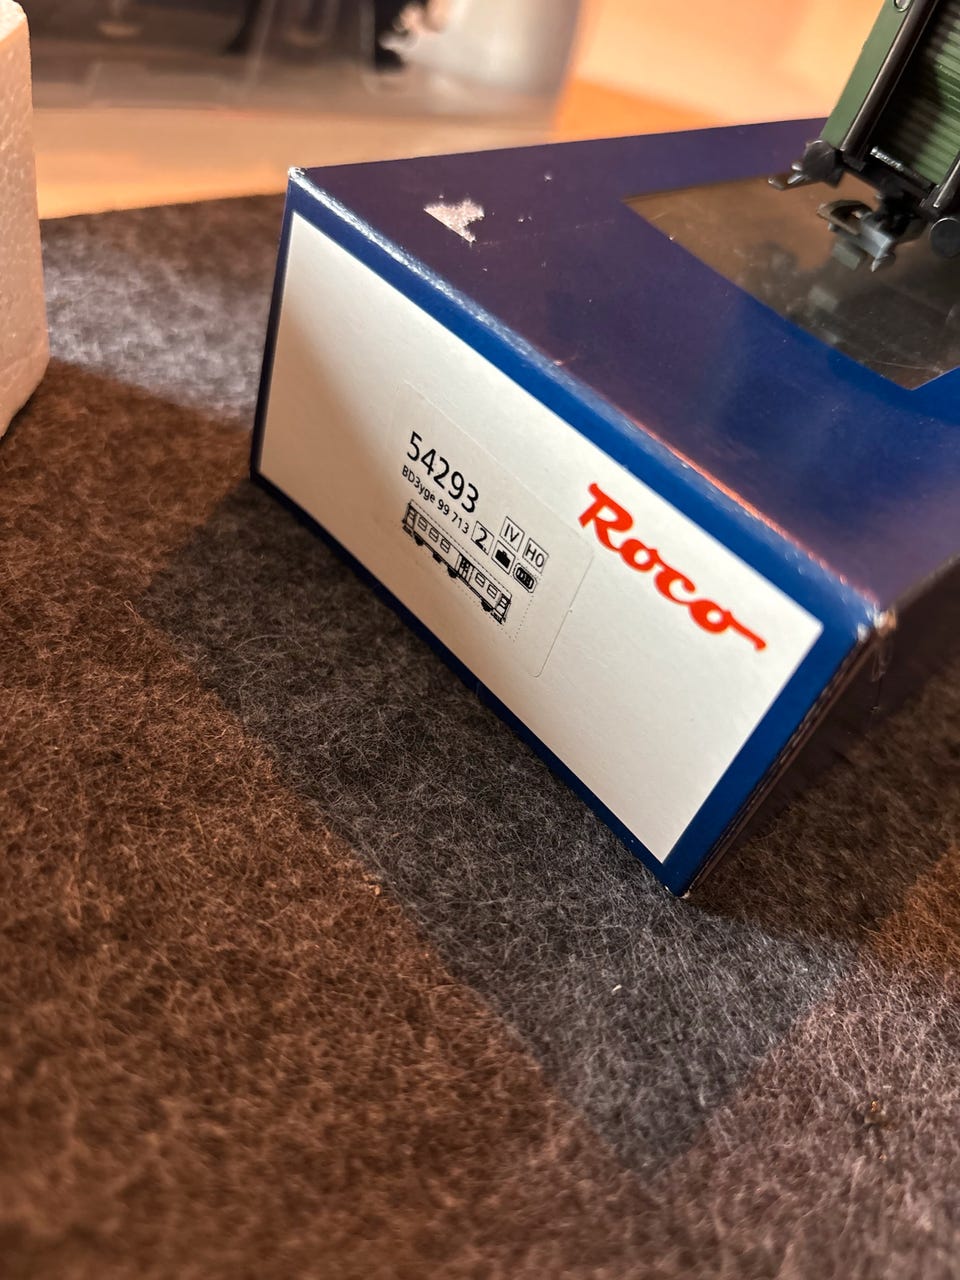 54293
BD3yge 99 713
2.
IV
H0
Roco